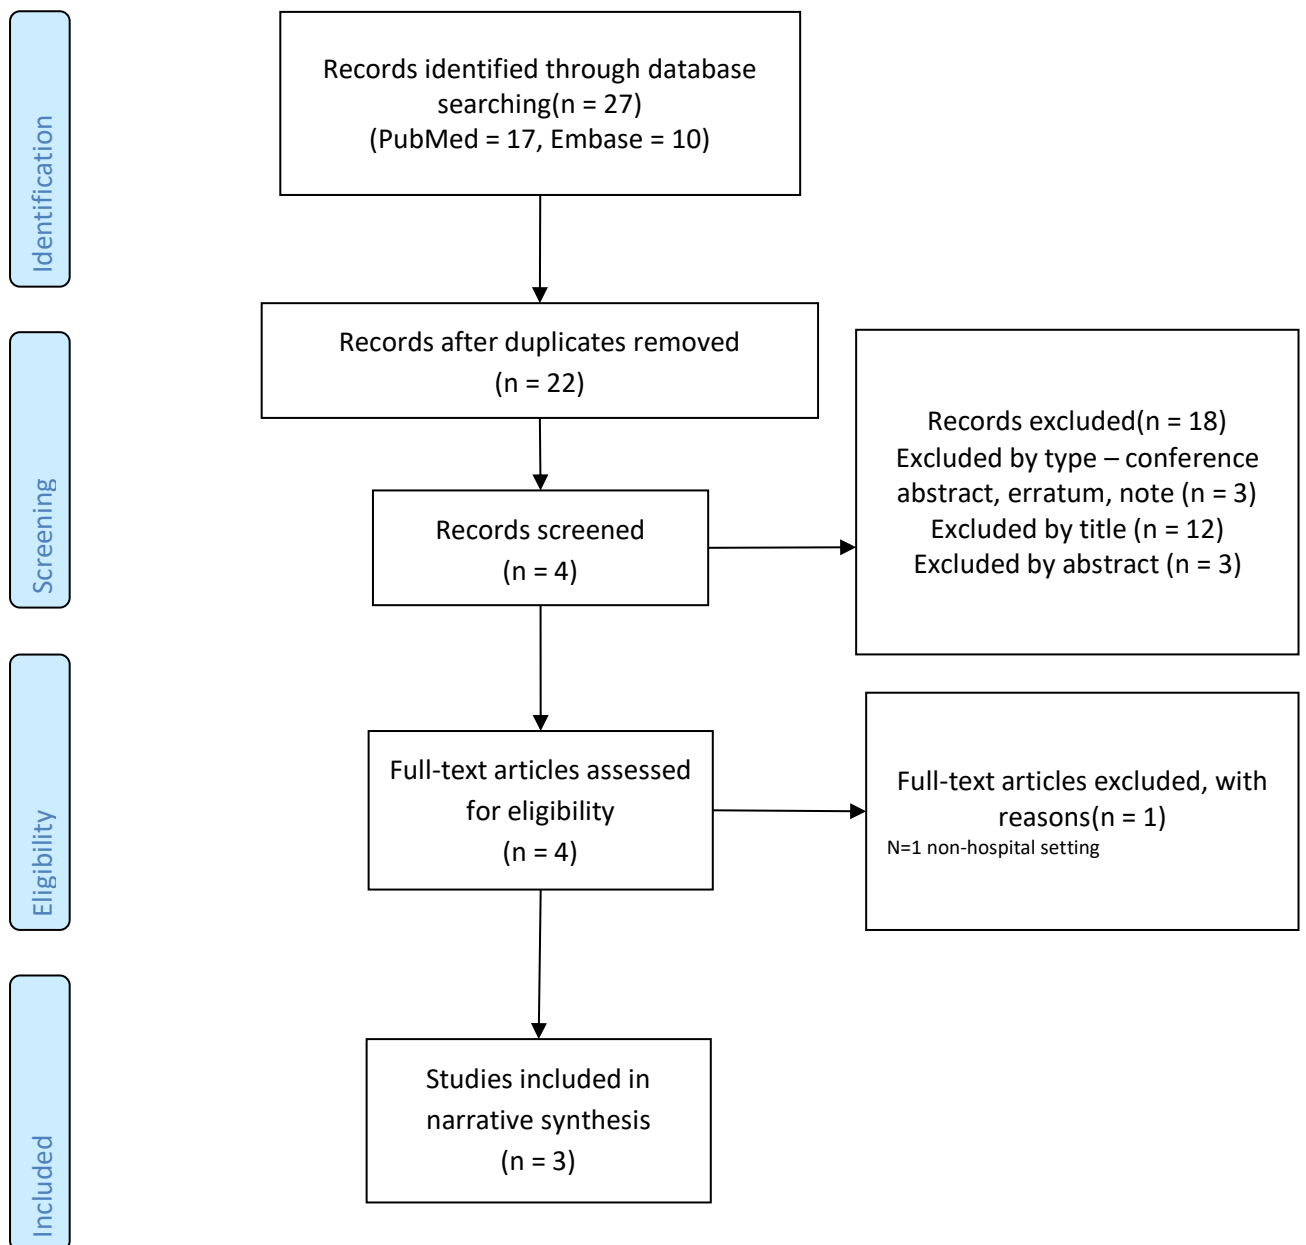 Identification
Records identified through database
searching(n = 27)
(PubMed = 17, Embase = 10)
Records after duplicates removed
(n = 22)
Screening
Records screened
(n = 4)
Records excluded(n = 18)
Excluded by type – conference
abstract, erratum, note (n = 3)
Excluded by title (n = 12)
Excluded by abstract (n = 3)
Eligibility
Full-text articles assessed
for eligibility
(n = 4)
Full-text articles excluded, with
reasons(n = 1)
N=1 non-hospital setting
Included
Studies included in
narrative synthesis
(n = 3)